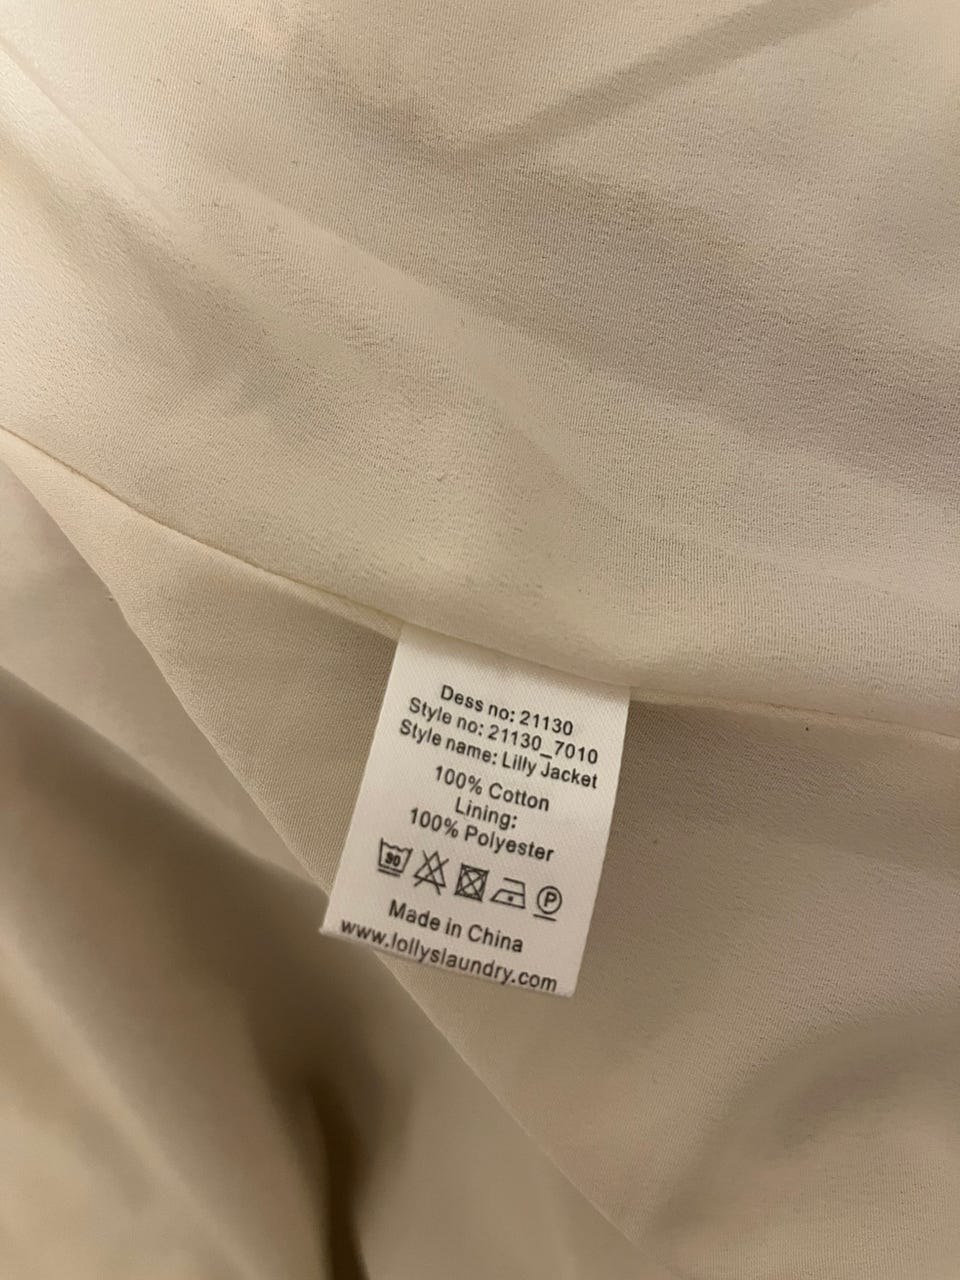 Dess no: 21130
Style no: 21130_7010
Style name: Lilly Jacket
100% Cotton
Lining:
100% Polyester
30 P
Made in China
www.lollyslaundry.com